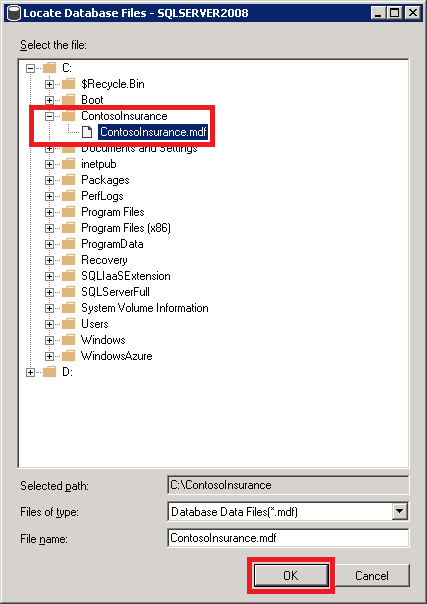 Locate Database Files - SQLSERVER2008
Select the file:
C:
$Recycle.Bin
Boot
ContosoInsurance
ContosoInsurance.mdf
Documents and Settings
inetpub
Packages
PerfLogs
Program Files
Program Files (x86)
ProgramData
Recovery
SQLIaaSExtension
SQLServerFull
System Volume Information
Users
Windows
WindowsAzure
D:
Selected path: C:\ContosoInsurance
Files of type: Database Data Files(*.mdf)
File name: ContosoInsurance.mdf
OK Cancel